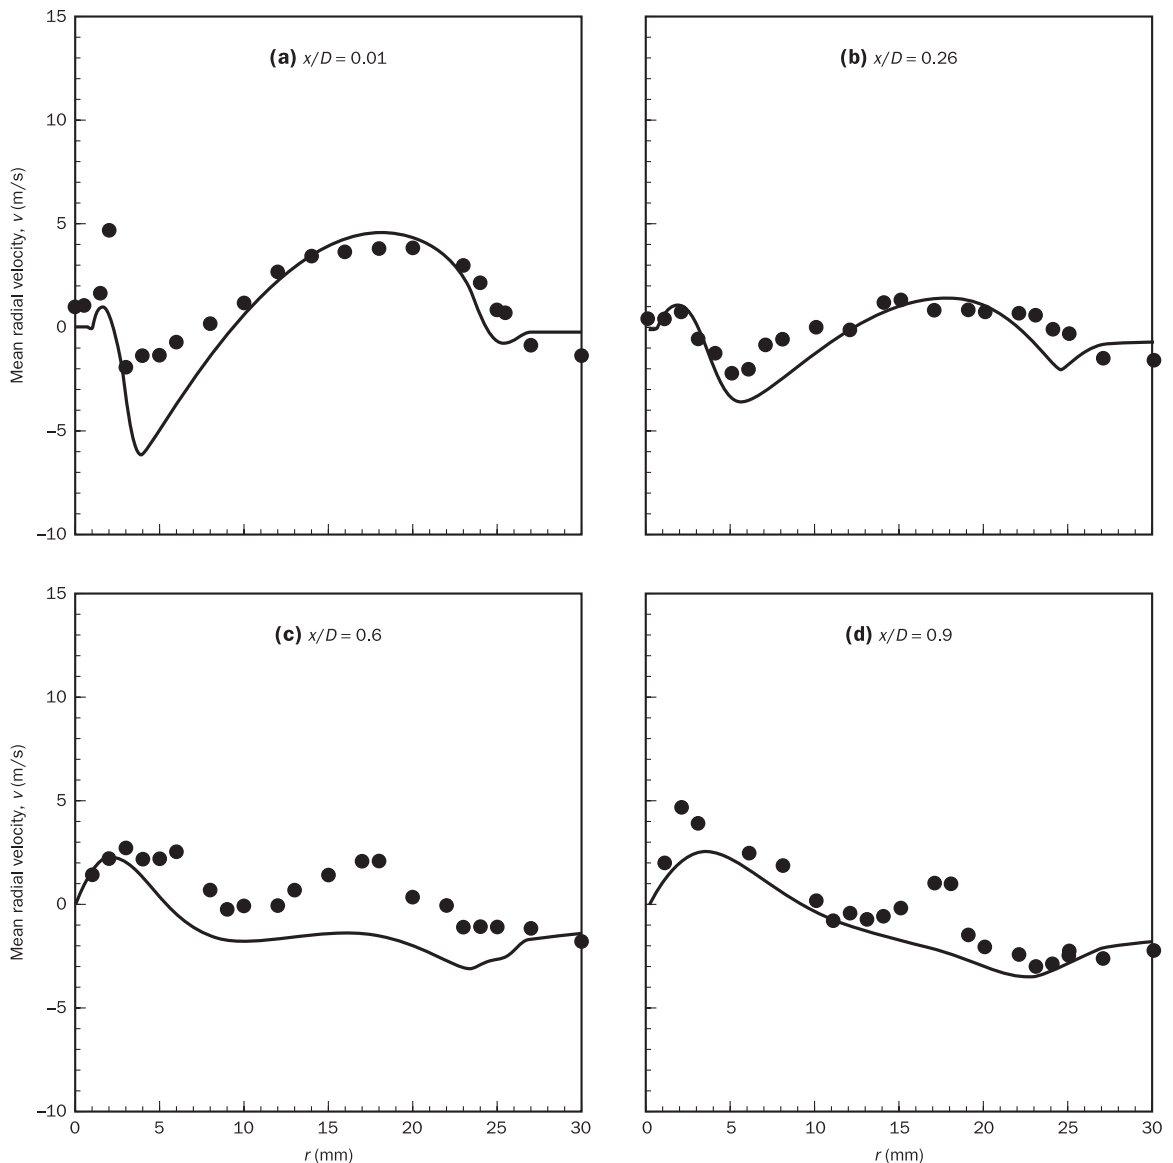 15
(a) x/D = 0.01
10
5
0
−5
−10
Mean radial velocity, v (m/s)
(b) x/D = 0.26
15
(c) x/D = 0.6
10
5
0
−5
−10
Mean radial velocity, v (m/s)
0 5 10 15 20 25 30
r (mm)
(d) x/D = 0.9
0 5 10 15 20 25 30
r (mm)